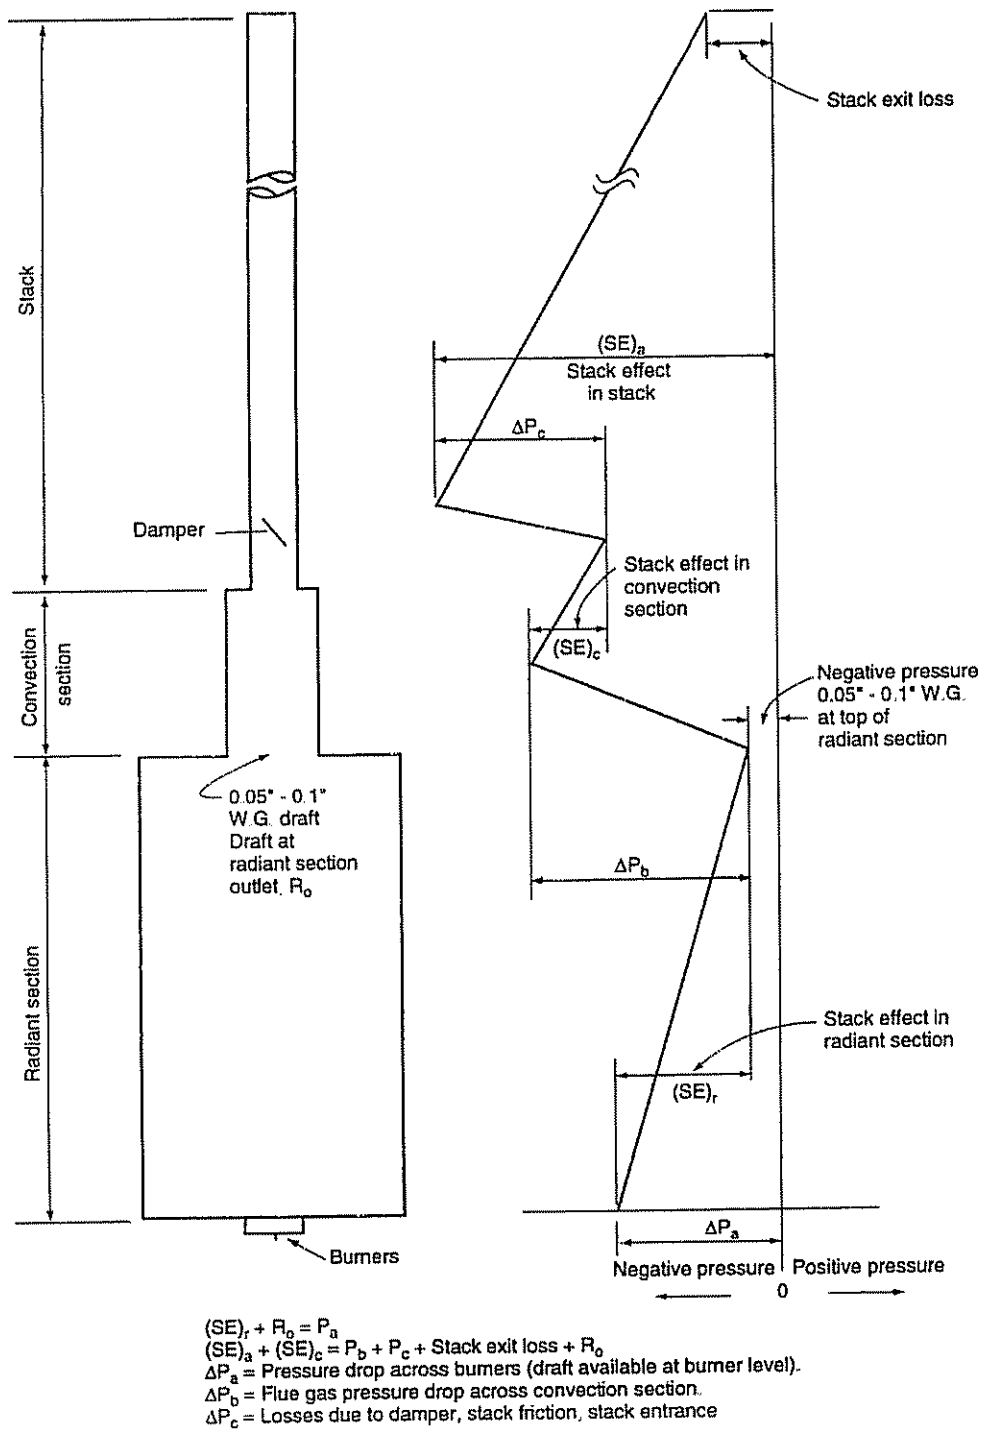 Stack exit loss
(SE)ₐ
Stack effect
in stack
ΔP꜀
Stack
Damper
Stack effect in
convection
section
(SE)꜀
Convection
section
Negative pressure
0.05" - 0.1" W.G.
at top of
radiant section
0.05" - 0.1"
W.G. draft
Draft at
radiant section
outlet, Rₒ
ΔP_b
Radiant section
Stack effect in
radiant section
(SE)ᵣ
ΔPₐ
Burners
Negative pressure
Positive pressure
0
(SE)ᵣ + Rₒ = Pₐ
(SE)ₐ + (SE)꜀ = P_b + P꜀ + Stack exit loss + Rₒ
ΔPₐ = Pressure drop across burners (draft available at burner level).
ΔP_b = Flue gas pressure drop across convection section.
ΔP꜀ = Losses due to damper, stack friction, stack entrance